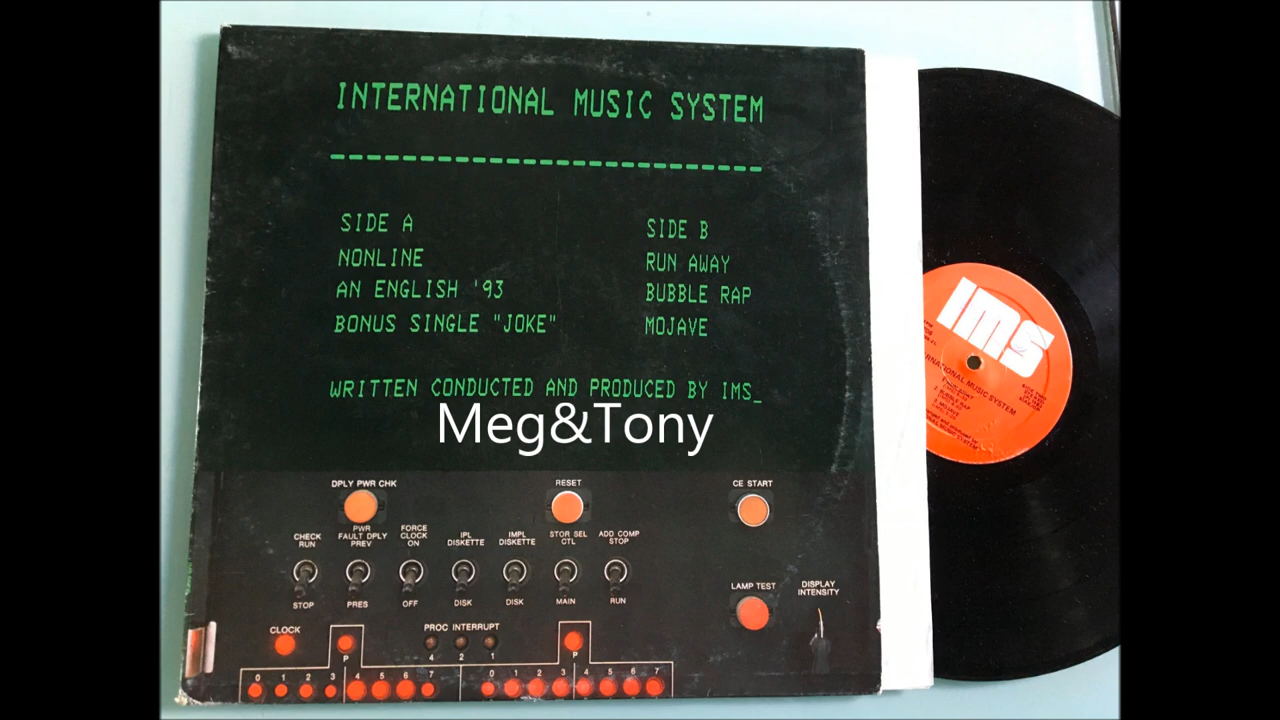 INTERNATIONAL MUSIC SYSTEM
SIDE A
NONLINE
AN ENGLISH '93
BONUS SINGLE "JOKE"
SIDE B
RUN AWAY
BUBBLE RAP
MOJAVE
WRITTEN CONDUCTED AND PRODUCED BY IMS_
Meg&Tony
DPLY PWR CHK
RESET
CE START
CHECK RUN
PWR FAULT DPLY PREV
FORCE CLOCK ON
IPL DISKETTE
IMPL DISKETTE
STOR SEL CTL
ADD COMP STOP
STOP
PRES
OFF
DISK
DISK
MAIN
RUN
LAMP TEST
DISPLAY INTENSITY
CLOCK
P
PROC INTERRUPT
4 2 1
P
0 1 2 3 4 5 6 7
0 1 2 3 4 5 6 7
IMS
MUSIC SYSTEM
BUBBLE RAP
MOJAVE